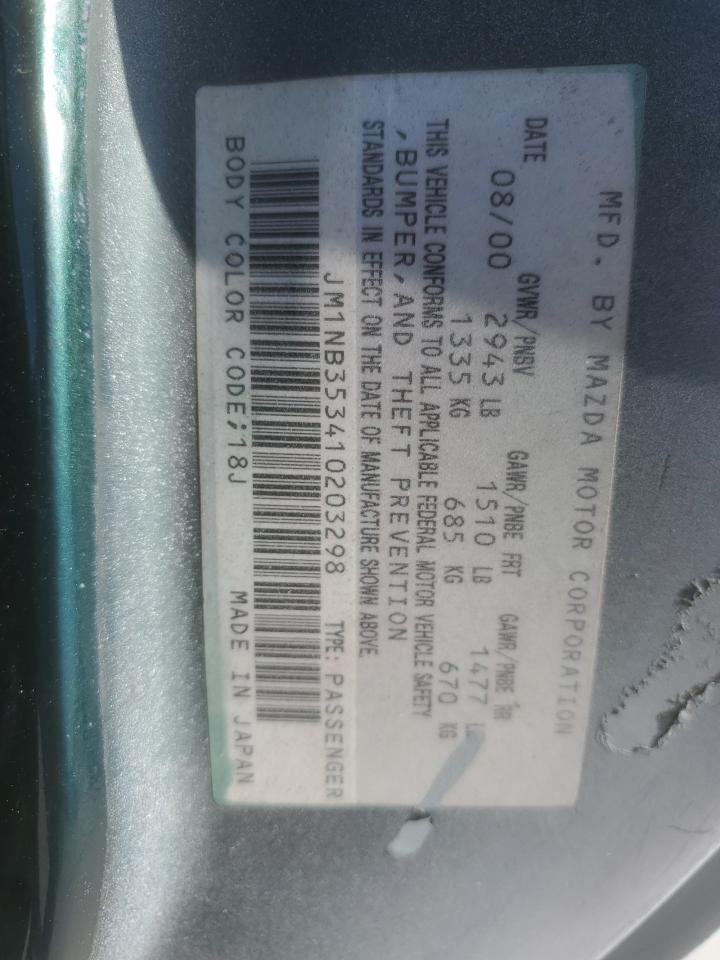 MFD. BY MAZDA MOTOR CORPORATION
DATE GVWR/PNBV GAWR/PNBE FRT GAWR/PNBE RR
08/00 2943 LB 1510 LB 1477 LB
1335 KG 685 KG 670 KG
THIS VEHICLE CONFORMS TO ALL APPLICABLE FEDERAL MOTOR VEHICLE SAFETY
, BUMPER, AND THEFT PREVENTION
STANDARDS IN EFFECT ON THE DATE OF MANUFACTURE SHOWN ABOVE.
JM1NB353410203298 TYPE: PASSENGER
BODY COLOR CODE;18J MADE IN JAPAN